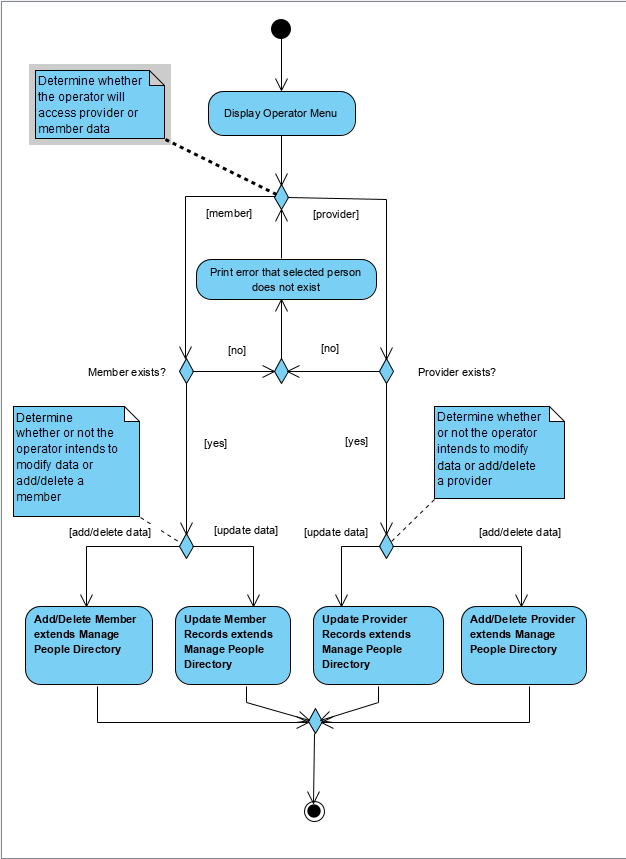 Determine whether
the operator will
access provider or
member data
Display Operator Menu
[member]
[provider]
Print error that selected person
does not exist
[no]
[no]
Member exists?
Provider exists?
Determine
whether or not the
operator intends to
modify data or
add/delete a
member
[yes]
[yes]
Determine whether
or not the operator
intends to modify
data or add/delete
a provider
[add/delete data]
[update data]
[update data]
[add/delete data]
Add/Delete Member
extends Manage
People Directory
Update Member
Records extends
Manage People
Directory
Update Provider
Records extends
Manage People
Directory
Add/Delete Provider
extends Manage
People Directory